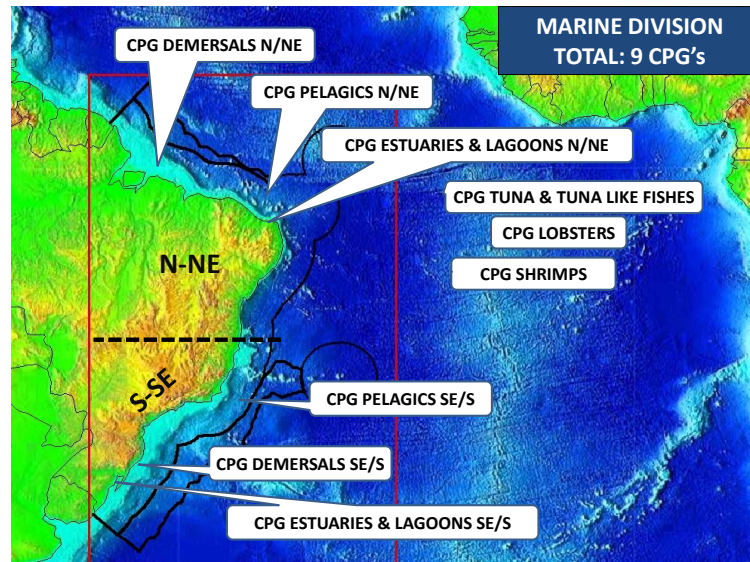 MARINE DIVISION
TOTAL: 9 CPG's
CPG DEMERSALS N/NE
CPG PELAGICS N/NE
CPG ESTUARIES & LAGOONS N/NE
CPG TUNA & TUNA LIKE FISHES
CPG LOBSTERS
CPG SHRIMPS
N-NE
S-SE
CPG PELAGICS SE/S
CPG DEMERSALS SE/S
CPG ESTUARIES & LAGOONS SE/S